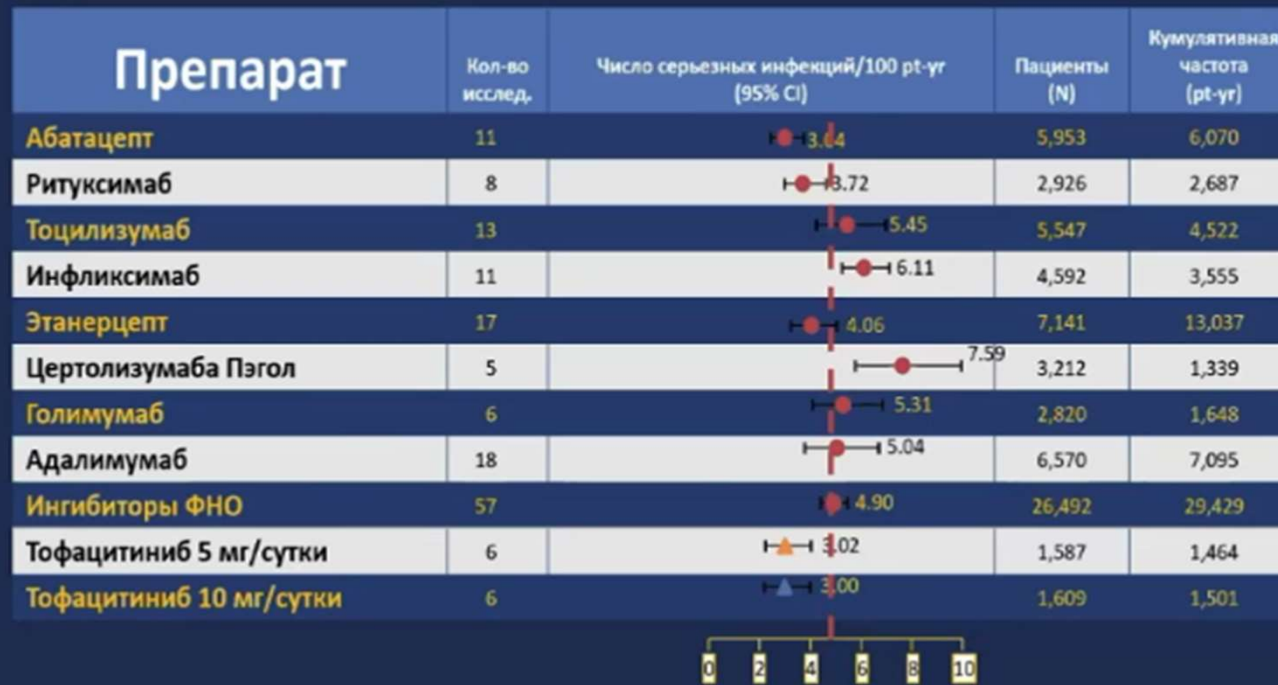 Препарат
Кол-во
исслед.
Число серьезных инфекций/100 pt-yr
(95% CI)
Пациенты
(N)
Кумулятивная
частота
(pt-yr)
Абатацепт 11 3.04 5,953 6,070
Ритуксимаб 8 3.72 2,926 2,687
Тоцилизумаб 13 5.45 5,547 4,522
Инфликсимаб 11 6.11 4,592 3,555
Этанерцепт 17 4.06 7,141 13,037
Цертолизумаба Пэгол 5 7.59 3,212 1,339
Голимумаб 6 5.31 2,820 1,648
Адалимумаб 18 5.04 6,570 7,095
Ингибиторы ФНО 57 4.90 26,492 29,429
Тофацитиниб 5 мг/сутки 6 3.02 1,587 1,464
Тофацитиниб 10 мг/сутки 6 3.00 1,609 1,501
0 2 4 6 8 10